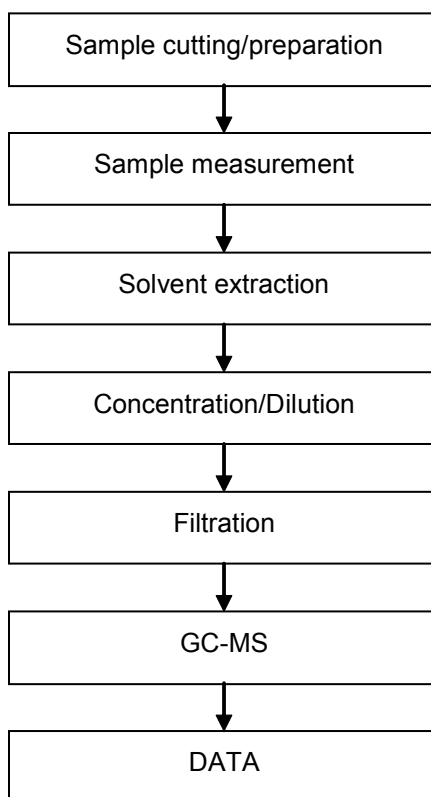 Sample cutting/preparation
Sample measurement
Solvent extraction
Concentration/Dilution
Filtration
GC-MS
DATA